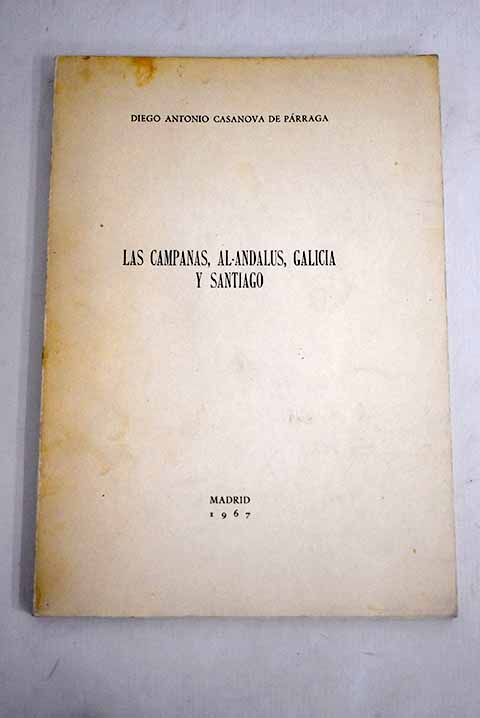 DIEGO ANTONIO CASANOVA DE PÁRRAGA
LAS CAMPANAS, AL-ANDALUS, GALICIA
Y SANTIAGO
MADRID
1967